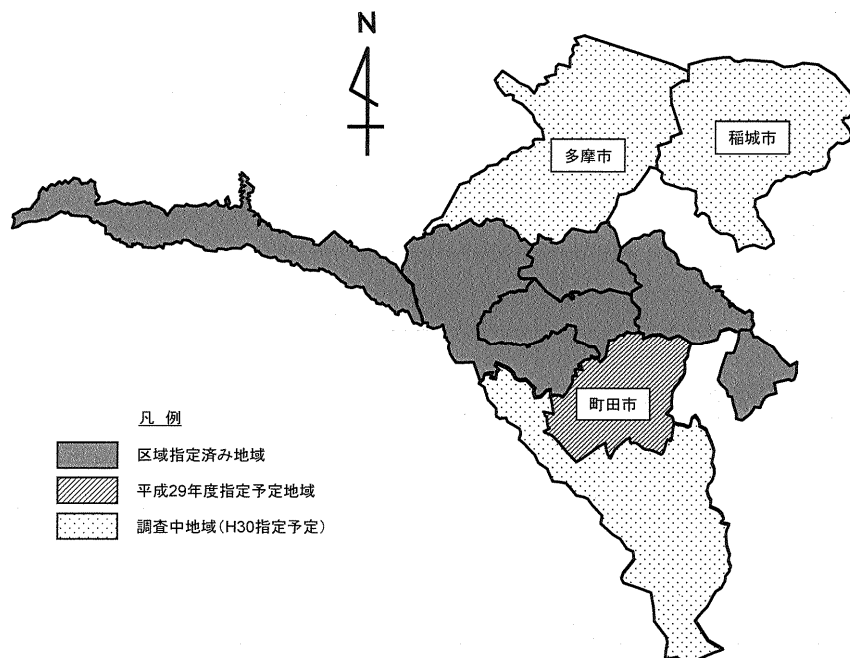 N
稲城市
多摩市
町田市
凡 例
区域指定済み地域
平成29年度指定予定地域
調査中地域(H30指定予定)